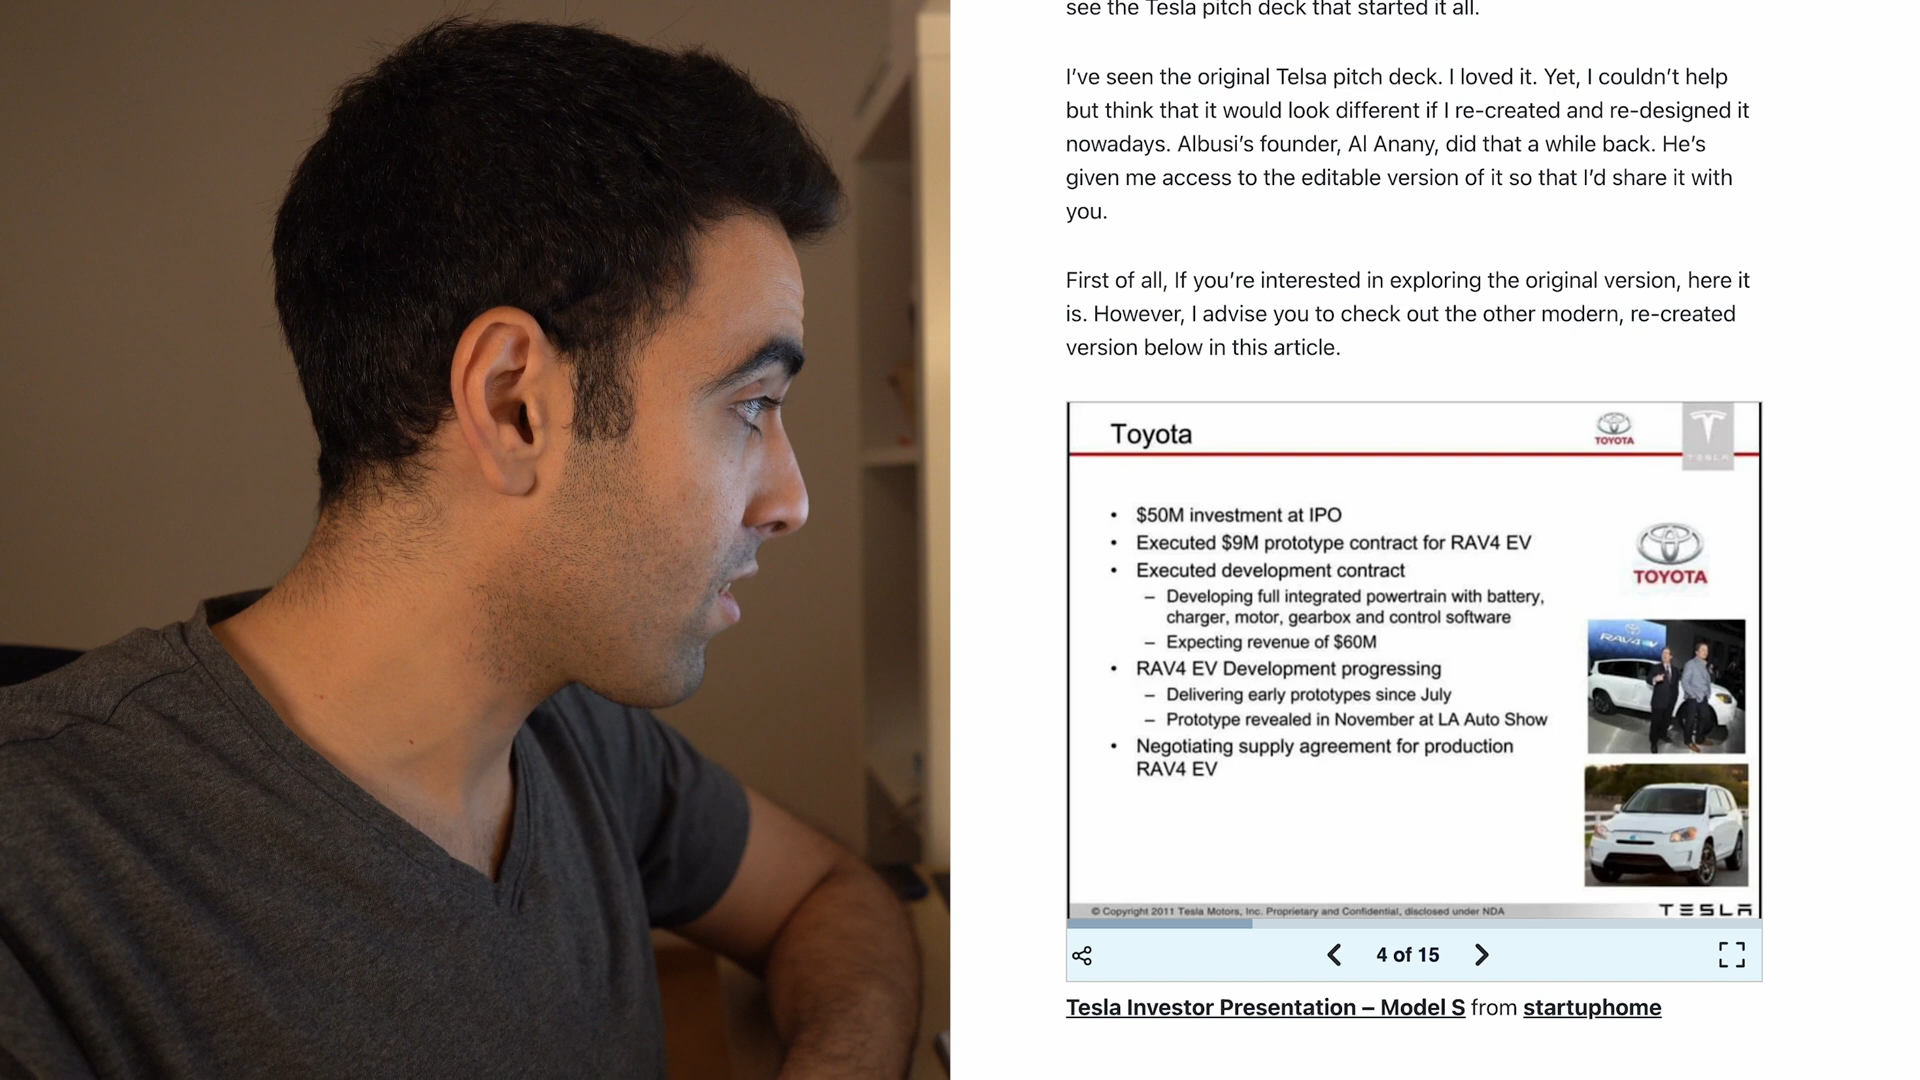 see the Tesla pitch deck that started it all.
I’ve seen the original Telsa pitch deck. I loved it. Yet, I couldn’t help
but think that it would look different if I re-created and re-designed it
nowadays. Albusi’s founder, Al Anany, did that a while back. He’s
given me access to the editable version of it so that I’d share it with
you.
First of all, If you’re interested in exploring the original version, here it
is. However, I advise you to check out the other modern, re-created
version below in this article.
Toyota
TOYOTA
TESLA
• $50M investment at IPO
• Executed $9M prototype contract for RAV4 EV
• Executed development contract
– Developing full integrated powertrain with battery,
charger, motor, gearbox and control software
– Expecting revenue of $60M
• RAV4 EV Development progressing
– Delivering early prototypes since July
– Prototype revealed in November at LA Auto Show
• Negotiating supply agreement for production
RAV4 EV
TOYOTA
RAV4 EV
© Copyright 2011 Tesla Motors, Inc. Proprietary and Confidential, disclosed under NDA
TESLA
4 of 15
Tesla Investor Presentation – Model S from startuphome